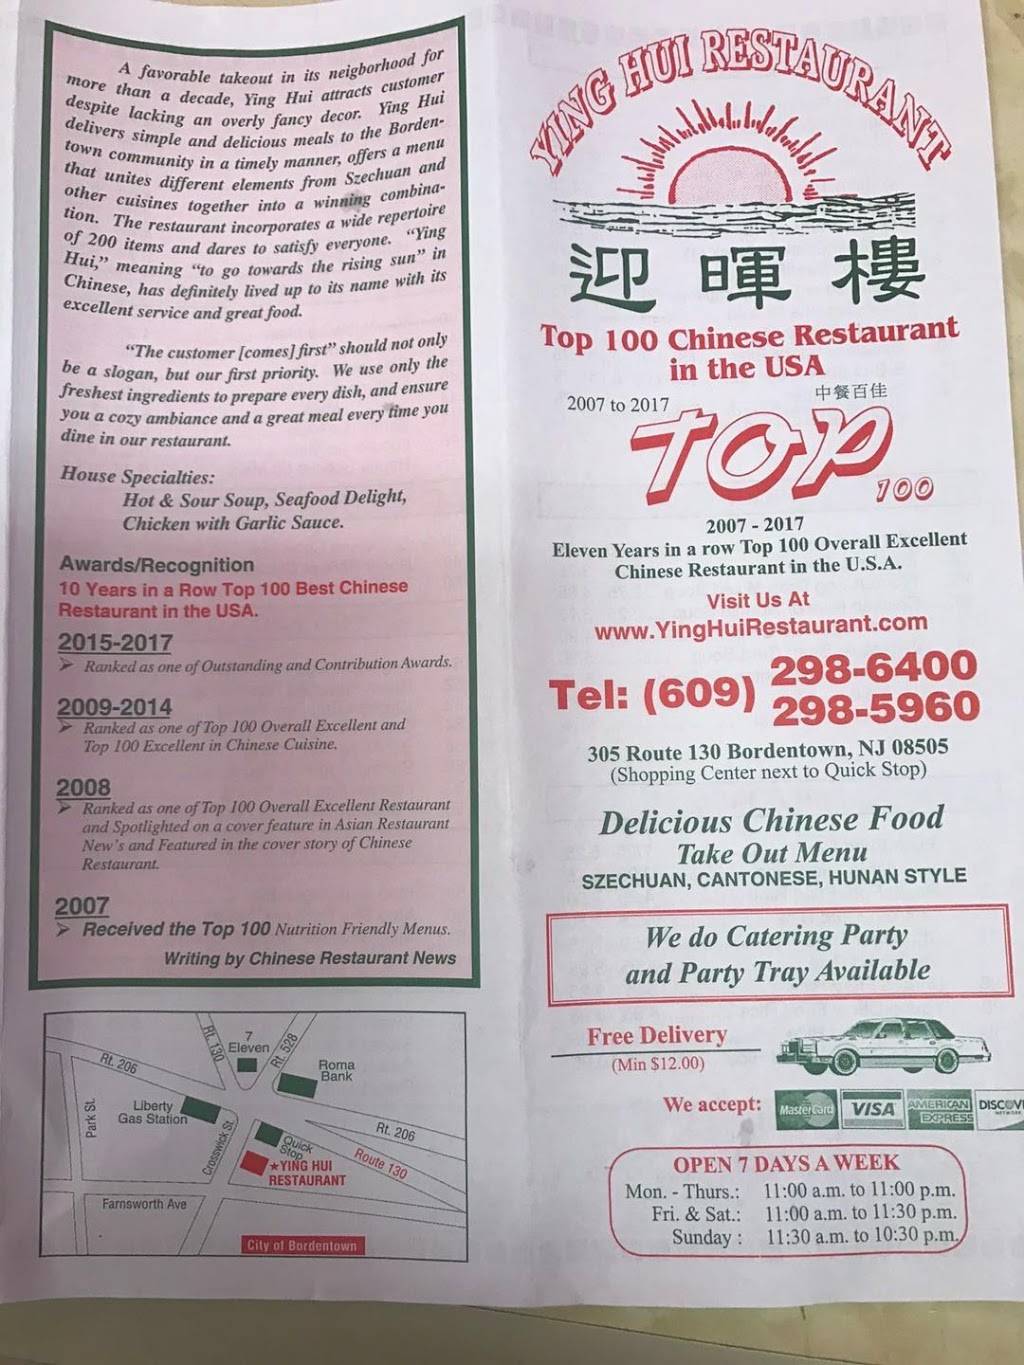 A favorable takeout in its neigborhood for
more than a decade, Ying Hui attracts customer
despite lacking an overly fancy decor. Ying Hui
delivers simple and delicious meals to the Borden-
town community in a timely manner, offers a menu
that unites different elements from Szechuan and
other cuisines together into a winning combina-
tion. The restaurant incorporates a wide repertoire
of 200 items and dares to satisfy everyone. “Ying
Hui,” meaning “to go towards the rising sun” in
Chinese, has definitely lived up to its name with its
excellent service and great food.
“The customer [comes] first” should not only
be a slogan, but our first priority. We use only the
freshest ingredients to prepare every dish, and ensure
you a cozy ambiance and a great meal every time you
dine in our restaurant.
House Specialties:
Hot & Sour Soup, Seafood Delight,
Chicken with Garlic Sauce.
Awards/Recognition
10 Years in a Row Top 100 Best Chinese
Restaurant in the USA.
2015-2017
➢ Ranked as one of Outstanding and Contribution Awards.
2009-2014
➢ Ranked as one of Top 100 Overall Excellent and
Top 100 Excellent in Chinese Cuisine.
2008
➢ Ranked as one of Top 100 Overall Excellent Restaurant
and Spotlighted on a cover feature in Asian Restaurant
New's and Featured in the cover story of Chinese
Restaurant.
2007
➢ Received the Top 100 Nutrition Friendly Menus.
Writing by Chinese Restaurant News
Rt. 206
Rt. 130
7
Eleven
Rt. 528
Roma
Bank
Park St.
Liberty
Gas Station
Crosswick St.
Quick
Stop
Rt. 206
Route 130
★YING HUI
RESTAURANT
Farnsworth Ave
City of Bordentown
YING HUI RESTAURANT
迎暉樓
Top 100 Chinese Restaurant
in the USA
中餐百佳
2007 to 2017
TOP
100
2007 - 2017
Eleven Years in a row Top 100 Overall Excellent
Chinese Restaurant in the U.S.A.
Visit Us At
www.YingHuiRestaurant.com
Tel: (609) 298-6400
298-5960
305 Route 130 Bordentown, NJ 08505
(Shopping Center next to Quick Stop)
Delicious Chinese Food
Take Out Menu
SZECHUAN, CANTONESE, HUNAN STYLE
We do Catering Party
and Party Tray Available
Free Delivery
(Min $12.00)
We accept: MasterCard VISA AMERICAN EXPRESS DISCOV
NETWORK
OPEN 7 DAYS A WEEK
Mon. - Thurs.: 11:00 a.m. to 11:00 p.m.
Fri. & Sat.: 11:00 a.m. to 11:30 p.m.
Sunday : 11:30 a.m. to 10:30 p.m.